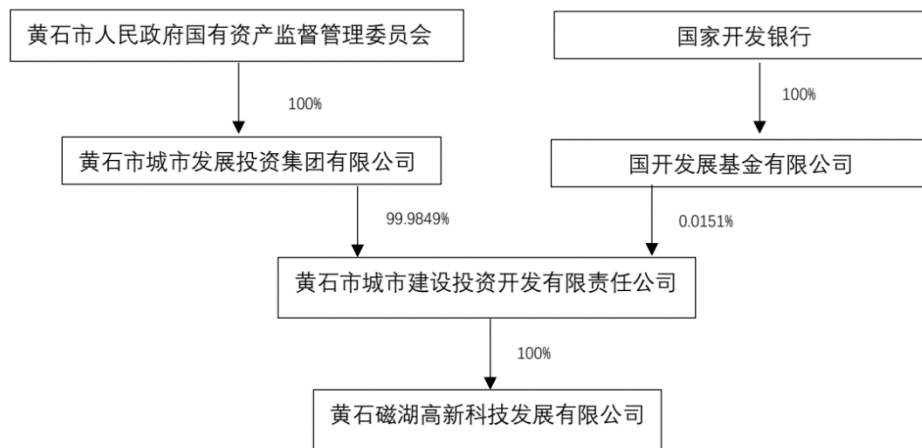 黄石市人民政府国有资产监督管理委员会
国家开发银行
100%
100%
黄石市城市发展投资集团有限公司
国开发展基金有限公司
99.9849%
0.0151%
黄石市城市建设投资开发有限责任公司
100%
黄石磁湖高新科技发展有限公司